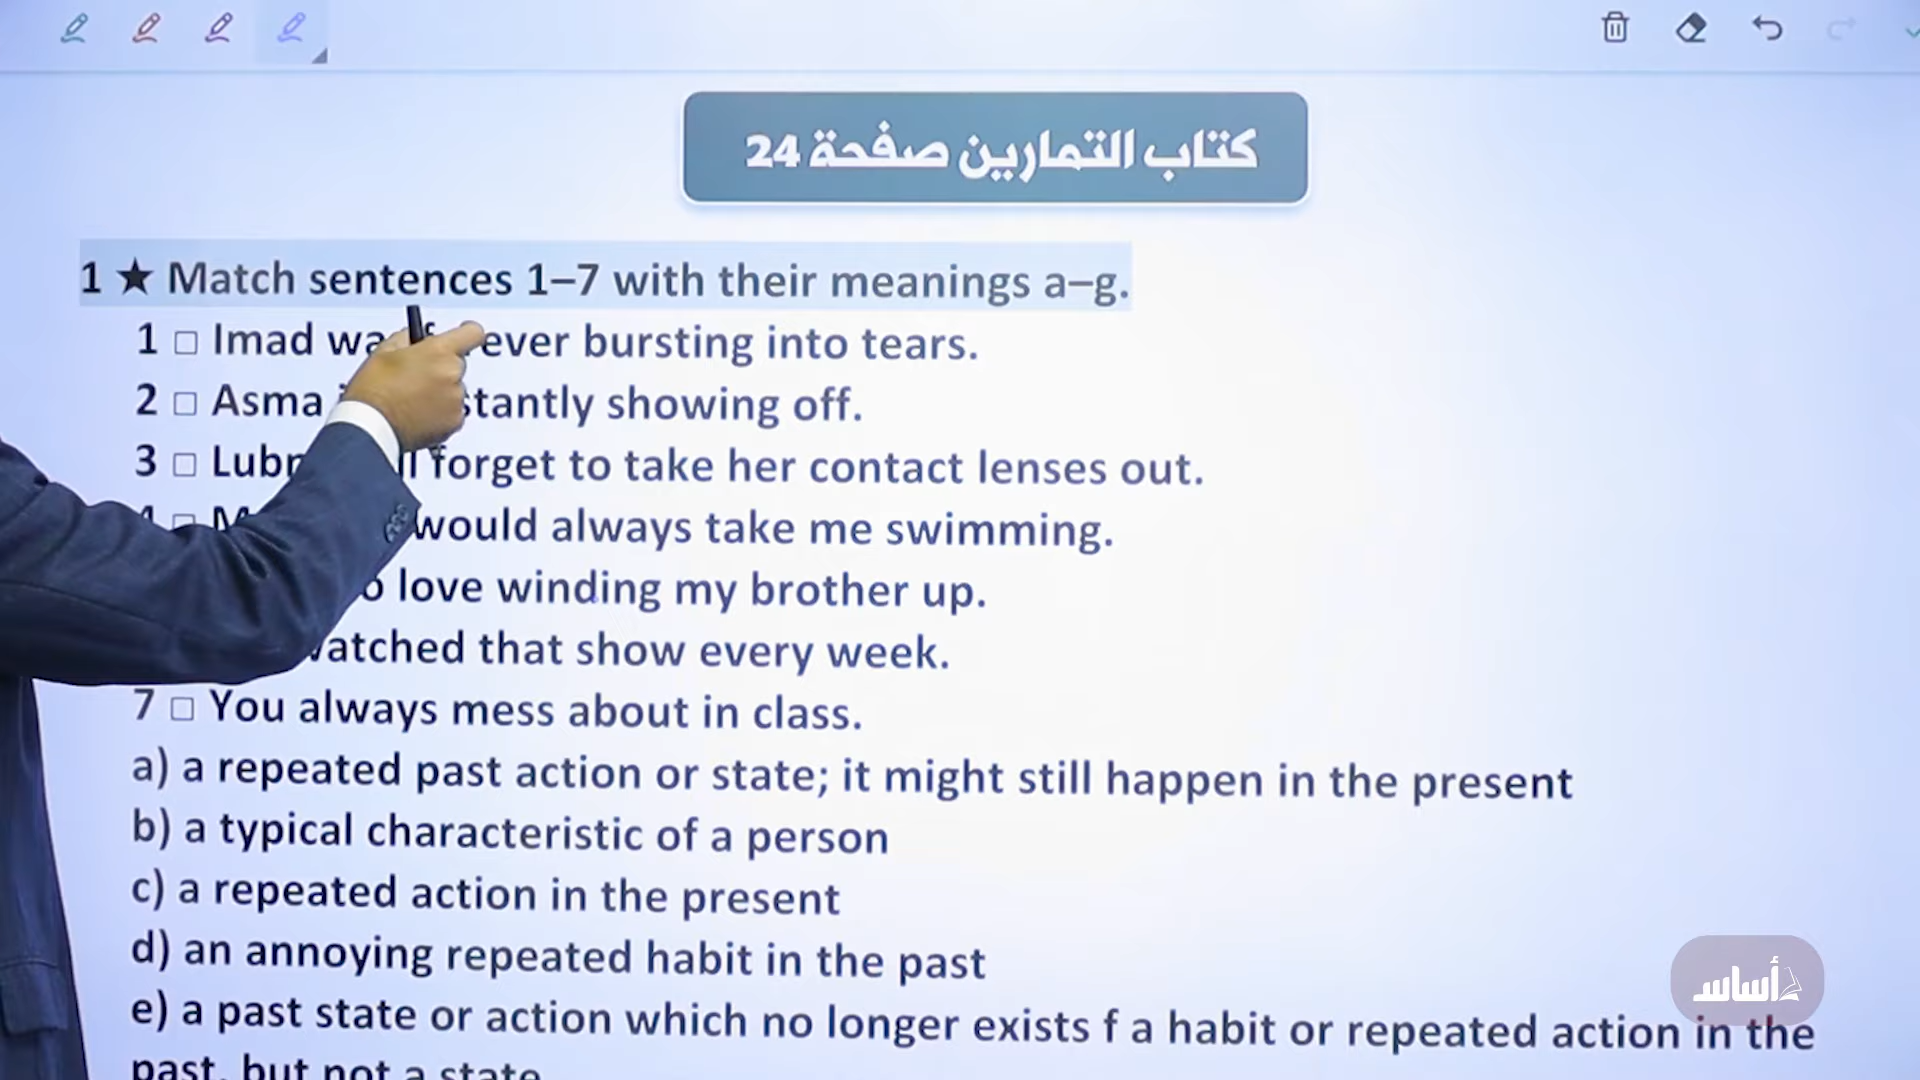 كتاب التمارين صفحة 24
1 ★ Match sentences 1–7 with their meanings a–g.
1 □ Imad ever bursting into tears.
2 □ Asma showing off.
3 □ forget to take her contact lenses out.
would always take me swimming.
love winding my brother up.
that show every week.
7 □ You always mess about in class.
a) a repeated past action or state; it might still happen in the present
b) a typical characteristic of a person
c) a repeated action in the present
d) an annoying repeated habit in the past
e) a past state or action which no longer exists f a habit or repeated action in the
past, but not a state
أساس